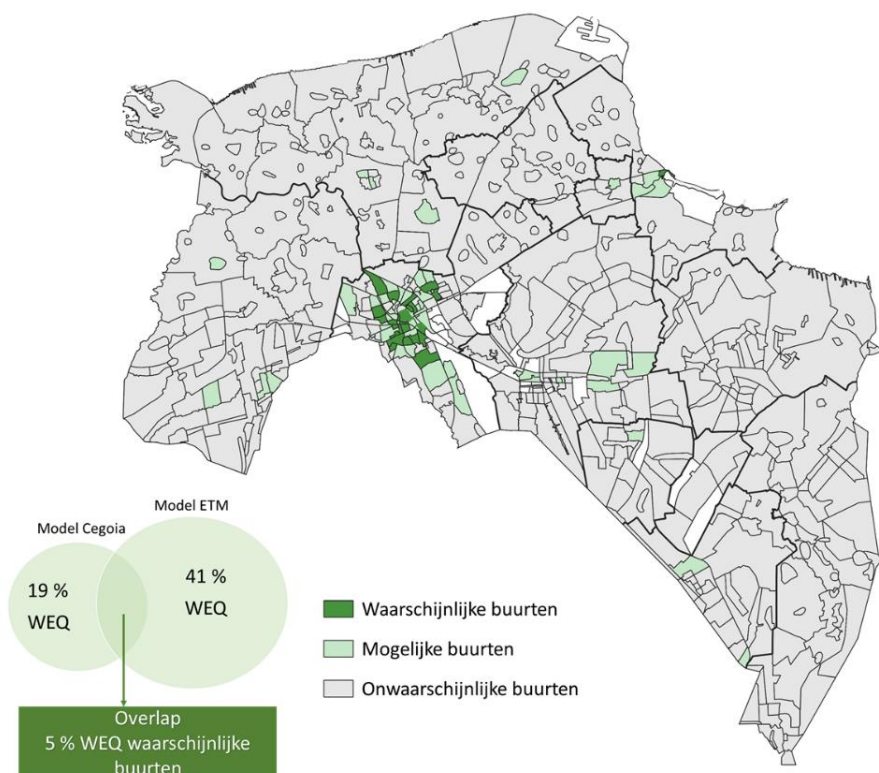 Model Cegoia
Model ETM
19 %
WEQ
41 %
WEQ
Overlap
5 % WEQ waarschijnlijke
buurten
Waarschijnlijke buurten
Mogelijke buurten
Onwaarschijnlijke buurten